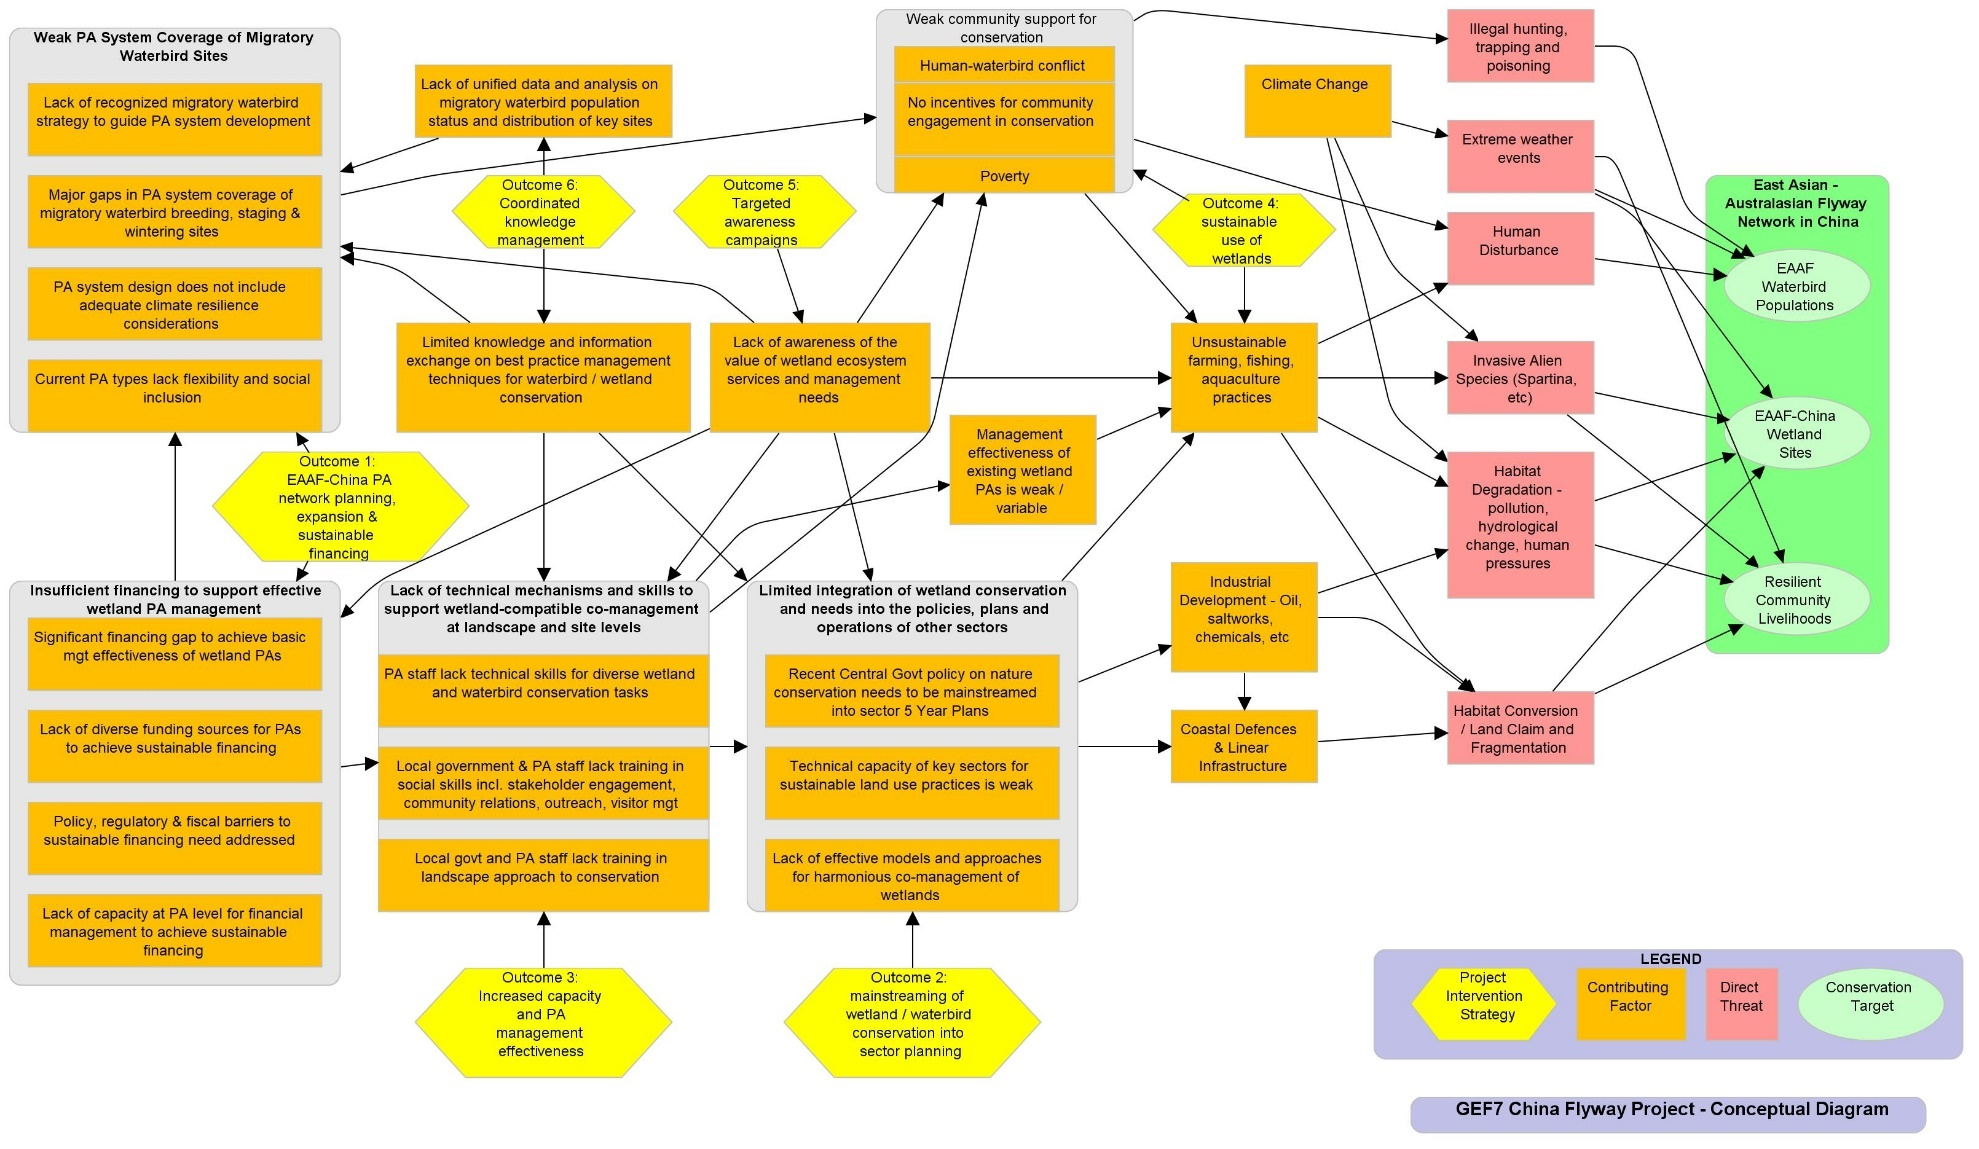 Weak PA System Coverage of Migratory
Waterbird Sites
Lack of recognized migratory waterbird
strategy to guide PA system development
Major gaps in PA system coverage of
migratory waterbird breeding, staging &
wintering sites
PA system design does not include
adequate climate resilience
considerations
Current PA types lack flexibility and social
inclusion
Lack of unified data and analysis on
migratory waterbird population
status and distribution of key sites
Outcome 6:
Coordinated
knowledge
management
Outcome 5:
Targeted
awareness
campaigns
Weak community support for
conservation
Human-waterbird conflict
No incentives for community
engagement in conservation
Poverty
Outcome 4:
sustainable
use of
wetlands
Climate Change
Illegal hunting,
trapping and
poisoning
Extreme weather
events
Human
Disturbance
Invasive Alien
Species (Spartina,
etc)
Habitat
Degradation -
pollution,
hydrological
change, human
pressures
Habitat Conversion
/ Land Claim and
Fragmentation
East Asian -
Australasian Flyway
Network in China
EAAF
Waterbird
Populations
EAAF-China
Wetland
Sites
Resilient
Community
Livelihoods
Limited knowledge and information
exchange on best practice management
techniques for waterbird / wetland
conservation
Lack of awareness of the
value of wetland ecosystem
services and management
needs
Management
effectiveness of
existing wetland
PAs is weak /
variable
Unsustainable
farming, fishing,
aquaculture
practices
Industrial
Development - Oil,
saltworks,
chemicals, etc
Coastal Defences
& Linear
Infrastructure
Outcome 1:
EAAF-China PA
network planning,
expansion &
sustainable
financing
Insufficient financing to support effective
wetland PA management
Significant financing gap to achieve basic
mgt effectiveness of wetland PAs
Lack of diverse funding sources for PAs
to achieve sustainable financing
Policy, regulatory & fiscal barriers to
sustainable financing need addressed
Lack of capacity at PA level for financial
management to achieve sustainable
financing
Lack of technical mechanisms and skills to
support wetland-compatible co-management
at landscape and site levels
PA staff lack technical skills for diverse wetland
and waterbird conservation tasks
Local government & PA staff lack training in
social skills incl. stakeholder engagement,
community relations, outreach, visitor mgt
Local govt and PA staff lack training in
landscape approach to conservation
Limited integration of wetland conservation
and needs into the policies, plans and
operations of other sectors
Recent Central Govt policy on nature
conservation needs to be mainstreamed
into sector 5 Year Plans
Technical capacity of key sectors for
sustainable land use practices is weak
Lack of effective models and approaches
for harmonious co-management of
wetlands
Outcome 3:
Increased capacity
and PA
management
effectiveness
Outcome 2:
mainstreaming of
wetland / waterbird
conservation into
sector planning
LEGEND
Project
Intervention
Strategy
Contributing
Factor
Direct
Threat
Conservation
Target
GEF7 China Flyway Project - Conceptual Diagram